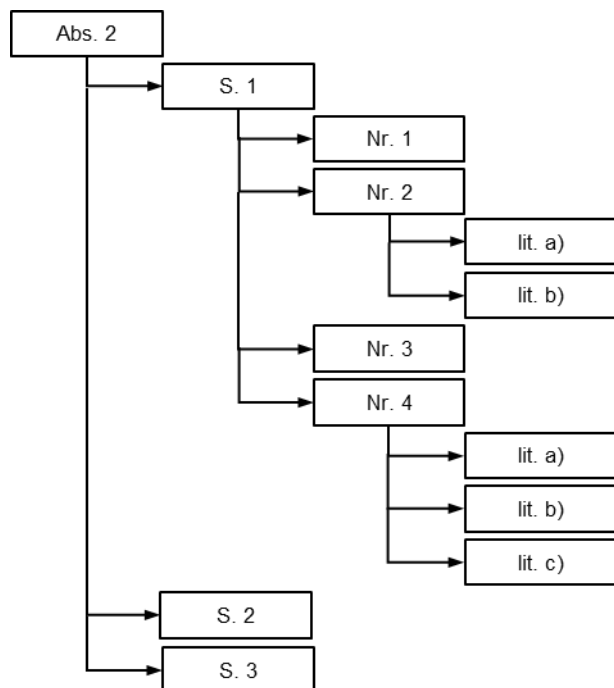 Abs. 2
S. 1
Nr. 1
Nr. 2
lit. a)
lit. b)
Nr. 3
Nr. 4
lit. a)
lit. b)
lit. c)
S. 2
S. 3